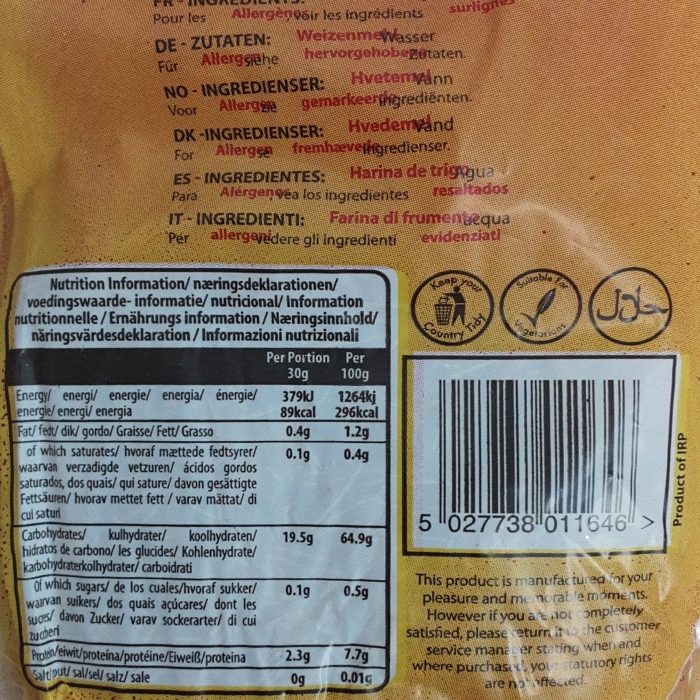 FR - INGRÉDIENTS:
Pour les Allergènes voir les ingrédients surlignés
DE - ZUTATEN: Weizenmehl Wasser
Für Allergene siehe hervorgehobene Zutaten.
NO - INGREDIENSER: Hvetemel Vann
Voor Allergen zie gemarkeerde ingrediënten.
DK -INGREDIENSER: Hvedemel Vand
For Allergen se fremhævede ingredienser.
ES - INGREDIENTES: Harina de trigo Agua
Para Alérgenos, vea los ingredientes resaltados
IT - INGREDIENTI: Farina di frumento acqua
Per allergeni vedere gli ingredienti evidenziati
Nutrition Information/ næringsdeklarationen/
voedingswaarde- informatie/ nutricional/ Information
nutritionnelle / Ernährungs information / Næringsinnhold/
näringsvärdesdeklaration / Informazioni nutrizionali
Per Portion 30g Per 100g
Energy/ energi/ energie/ energia/ énergie/ 379kJ 1264kj
energie/ energi/ energia 89kcal 296kcal
Fat/ fedt/ dik/ gordo/ Graisse/ Fett/ Grasso 0.4g 1.2g
of which saturates/ hvoraf mættede fedtsyrer/ 0.1g 0.4g
waarvan verzadigde vetzuren/ ácidos gordos
saturados, dos quais/ qui sature/ davon gesättigte
Fettsäuren/ hvorav mettet fett / varav mättat/ di
cui saturi
Carbohydrates/ kulhydrater/ koolhydraten/ 19.5g 64.9g
hidratos de carbono/ les glucides/ Kohlenhydrate/
karbohydraterkolhydrater/ carboidrati
Of which sugars/ de los cuales/hvoraf sukker/ 0.1g 0.5g
waarvan suikers/ dos quais açúcares/ dont les
sucres/ davon Zucker/ varav sockerarter/ di cui
zuccheri
Protein/eiwit/proteína/protéine/Eiweiß/proteina 2.3g 7.7g
Salt/ zout/ sal/sel/ salz/ sale 0g 0.01g
Keep your Country Tidy
Suitable for Vegetarians
حلال
5 027738 011646 >
Product of IRP
This product is manufactured for your
pleasure and memorable moments.
However if you are not completely
satisfied, please return it to the customer
service manager stating when and
where purchased, your statutory rights
are not affected.